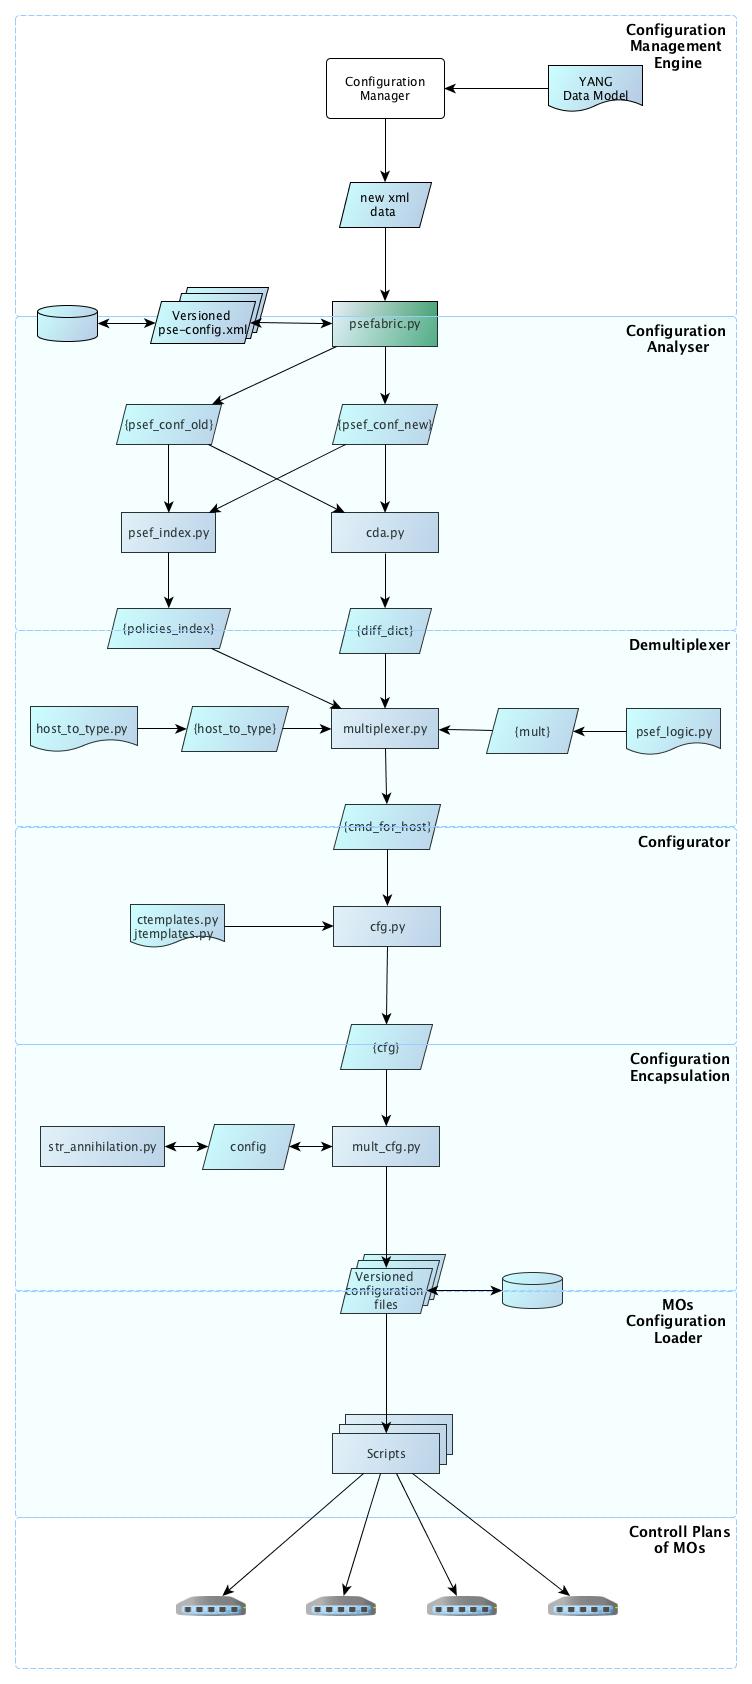 Configuration
Management
Engine
Configuration
Manager
YANG
Data Model
new xml
data
Versioned
pse-config.xml
psefabric.py
Configuration
Analyser
{psef_conf_old}
{psef_conf_new}
psef_index.py
cda.py
{policies_index}
{diff_dict}
Demultiplexer
host_to_type.py
{host_to_type}
multiplexer.py
{mult}
psef_logic.py
{cmd_for_host}
Configurator
ctemplates.py
jtemplates.py
cfg.py
{cfg}
Configuration
Encapsulation
str_annihilation.py
config
mult_cfg.py
Versioned
configuration
files
MOs
Configuration
Loader
Scripts
Controll Plans
of MOs